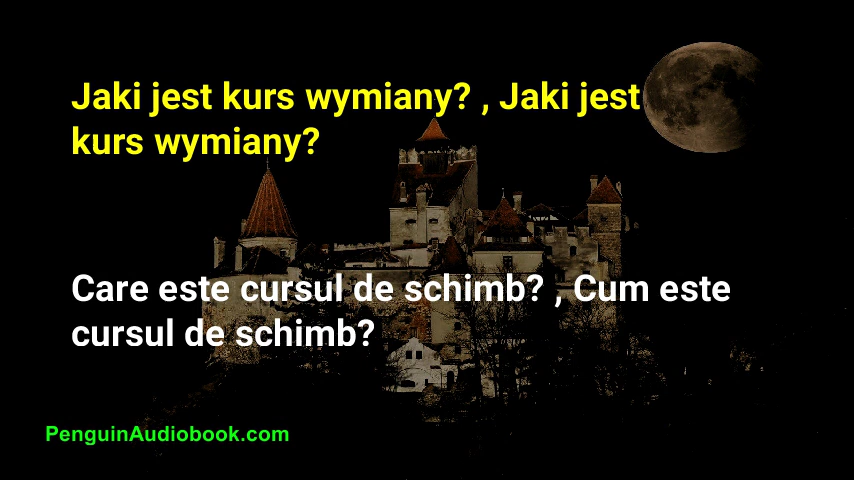 Jaki jest kurs wymiany? , Jaki jest
kurs wymiany?
Care este cursul de schimb? , Cum este
cursul de schimb?
PenguinAudiobook.com